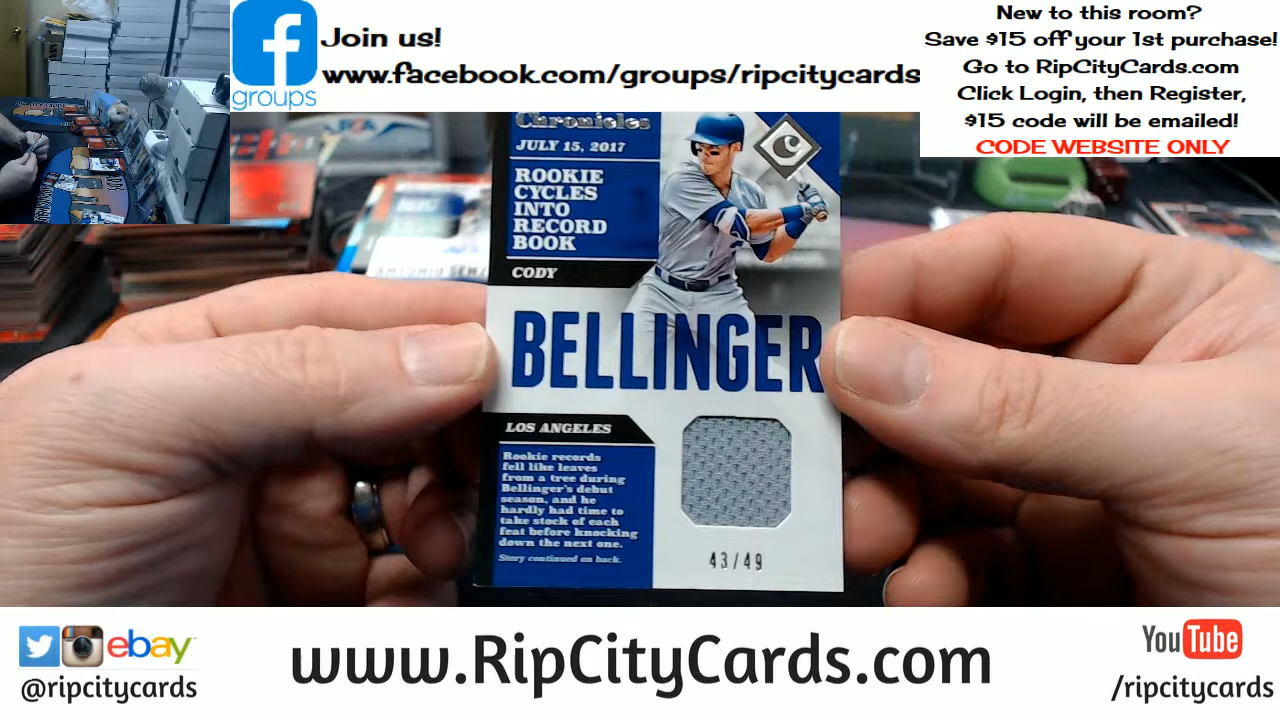 Join us!
www.facebook.com/groups/ripcitycards
groups
New to this room?
Save $15 off your 1st purchase!
Go to RipCityCards.com
Click Login, then Register,
$15 code will be emailed!
CODE WEBSITE ONLY
Chronicles
JULY 15, 2017
ROOKIE
CYCLES
INTO
RECORD
BOOK
CODY
BELLINGER
LOS ANGELES
Rookie records
fell like leaves
from a tree during
Bellinger's debut
season, and he
hardly had time to
take stock of each
feat before knocking
down the next one.
Story continued on back.
43/49
ebay
@ripcitycards
www.RipCityCards.com
YouTube
/ripcitycards